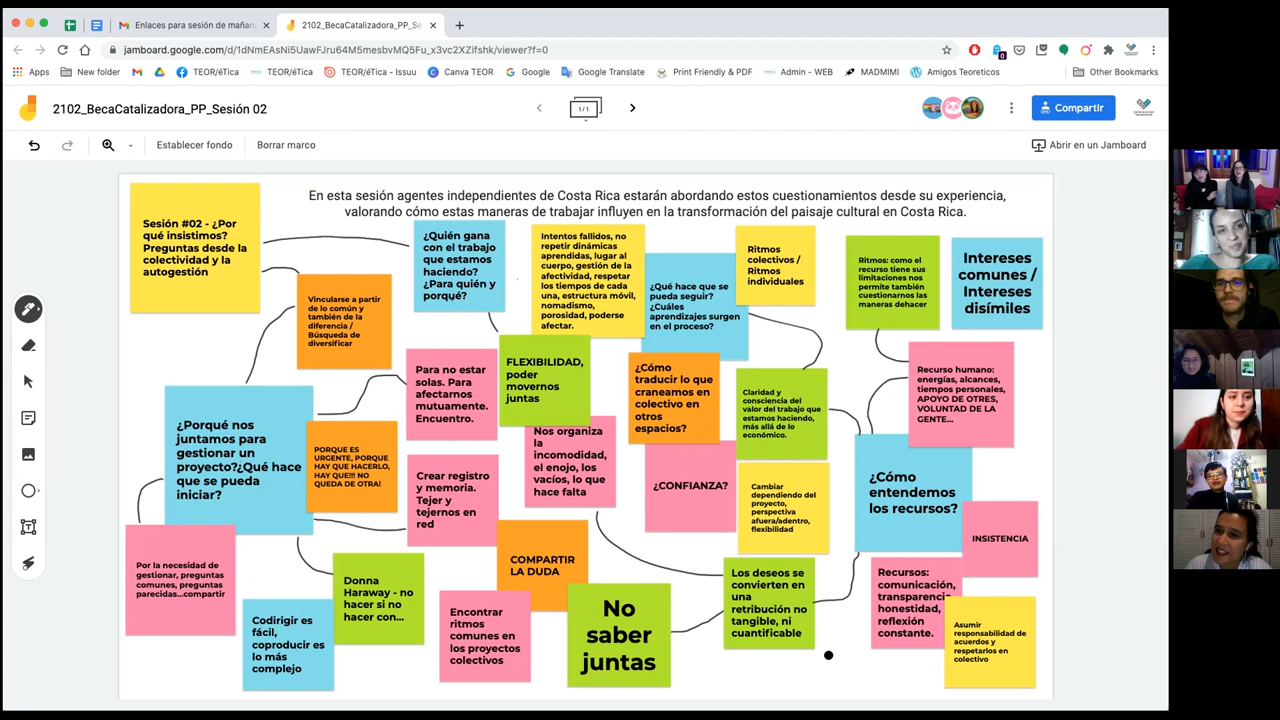 Enlaces para sesión de mañan
2102_BecaCatalizadora_PP_Se
jamboard.google.com/d/1dNmEAsNi5UawFJru64M5mesbvMQ5Fu_x3vc2XZifshk/viewer?f=0
Apps
New folder
TEOR/éTica
TEOR/éTica
TEOR/éTica - Issuu
Canva TEOR
Google
Google Translate
Print Friendly & PDF
Admin - WEB
MADMIMI
Amigos Teoreticos
Other Bookmarks
2102_BecaCatalizadora_PP_Sesión 02
1/1
Compartir
Establecer fondo
Borrar marco
Abrir en un Jamboard
En esta sesión agentes independientes de Costa Rica estarán abordando estos cuestionamientos desde su experiencia,
valorando cómo estas maneras de trabajar influyen en la transformación del paisaje cultural en Costa Rica.
Sesión #02 - ¿Por
qué insistimos?
Preguntas desde la
colectividad y la
autogestión
¿Quién gana
con el trabajo
que estamos
haciendo?
¿Para quién y
porqué?
Intentos fallidos, no
repetir dinámicas
aprendidas, lugar al
cuerpo, gestión de la
afectividad, respetar
los tiempos de cada
una, estructura móvil,
nomadismo,
porosidad, poderse
afectar.
¿Qué hace que se
pueda seguir?
¿Cuáles
aprendizajes surgen
en el proceso?
Ritmos
colectivos /
Ritmos
individuales
Ritmos: como el
recurso tiene sus
limitaciones nos
permite también
cuestionarnos las
maneras dehacer
Intereses
comunes /
Intereses
disímiles
Vincularse a partir
de lo común y
también de la
diferencia /
Búsqueda de
diversificar
Para no estar
solas. Para
afectarnos
mutuamente.
Encuentro.
FLEXIBILIDAD,
poder
movernos
juntas
¿Cómo
traducir lo que
craneamos en
colectivo en
otros
espacios?
Claridad y
consciencia del
valor del trabajo que
estamos haciendo,
más allá de lo
económico.
Recurso humano:
energías, alcances,
tiempos personales,
APOYO DE OTRES,
VOLUNTAD DE LA
GENTE...
¿Porqué nos
juntamos para
gestionar un
proyecto?¿Qué hace
que se pueda
iniciar?
PORQUE ES
URGENTE, PORQUE
HAY QUE HACERLO,
HAY QUE!!! NO
QUEDA DE OTRA!
Crear registro
y memoria.
Tejer y
tejernos en
red
Nos organiza
la
incomodidad,
el enojo, los
vacíos, lo que
hace falta
¿CONFIANZA?
Cambiar
dependiendo del
proyecto,
perspectiva
afuera/adentro,
flexibilidad
¿Cómo
entendemos
los recursos?
INSISTENCIA
Por la necesidad de
gestionar, preguntas
comunes, preguntas
parecidas...compartir
Donna
Haraway - no
hacer si no
hacer con...
COMPARTIR
LA DUDA
Los deseos se
convierten en
una
retribución no
tangible, ni
cuantificable
Recursos:
comunicación,
transparencia,
honestidad,
reflexión
constante.
Codirigir es
fácil,
coproducir es
lo más
complejo
Encontrar
ritmos
comunes en
los proyectos
colectivos
No
saber
juntas
Asumir
responsabilidad de
acuerdos y
respetarlos en
colectivo